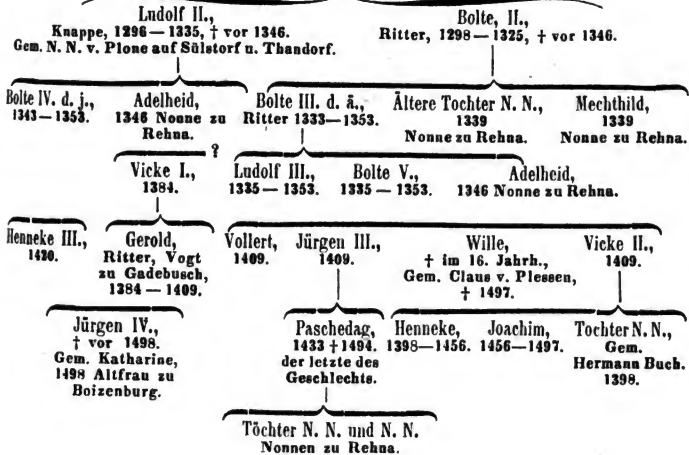 Ludolf II.,
Knappe, 1296 — 1335, † vor 1346.
Gem. N. N. v. Plone auf Sülstorf u. Thandorf.
Bolte, II.,
Ritter, 1298 — 1325, † vor 1346.
Bolte IV. d. j.,
1343—1353.
Adelheid,
1346 Nonne zu
Rehna.
Bolte III. d. ä.,
Ritter 1333—1353.
Ältere Tochter N. N.,
1339
Nonne zu Rehna.
Mechthild,
1339
Nonne zu Rehna.
?
Vicke I.,
1384.
Ludolf III.,
1335 — 1353.
Bolte V.,
1335 — 1353.
Adelheid,
1346 Nonne zu Rehna.
Henneke III.,
1430.
Gerold,
Ritter, Vogt
zu Gadebusch,
1384 — 1409.
Vollert,
1409.
Jürgen III.,
1409.
Wille,
† im 16. Jahrh.,
Gem. Claus v. Plessen,
† 1497.
Vicke II.,
1409.
Jürgen IV.,
† vor 1498.
Gem. Katharine,
1498 Altfrau zu
Boizenburg.
Paschedag,
1433 † 1494.
der letzte des
Geschlechts.
Henneke,
1398—1456.
Joachim,
1456—1497.
Tochter N. N.,
Gem.
Hermann Buch.
1398.
Töchter N. N. und N. N.
Nonnen zu Rehna.